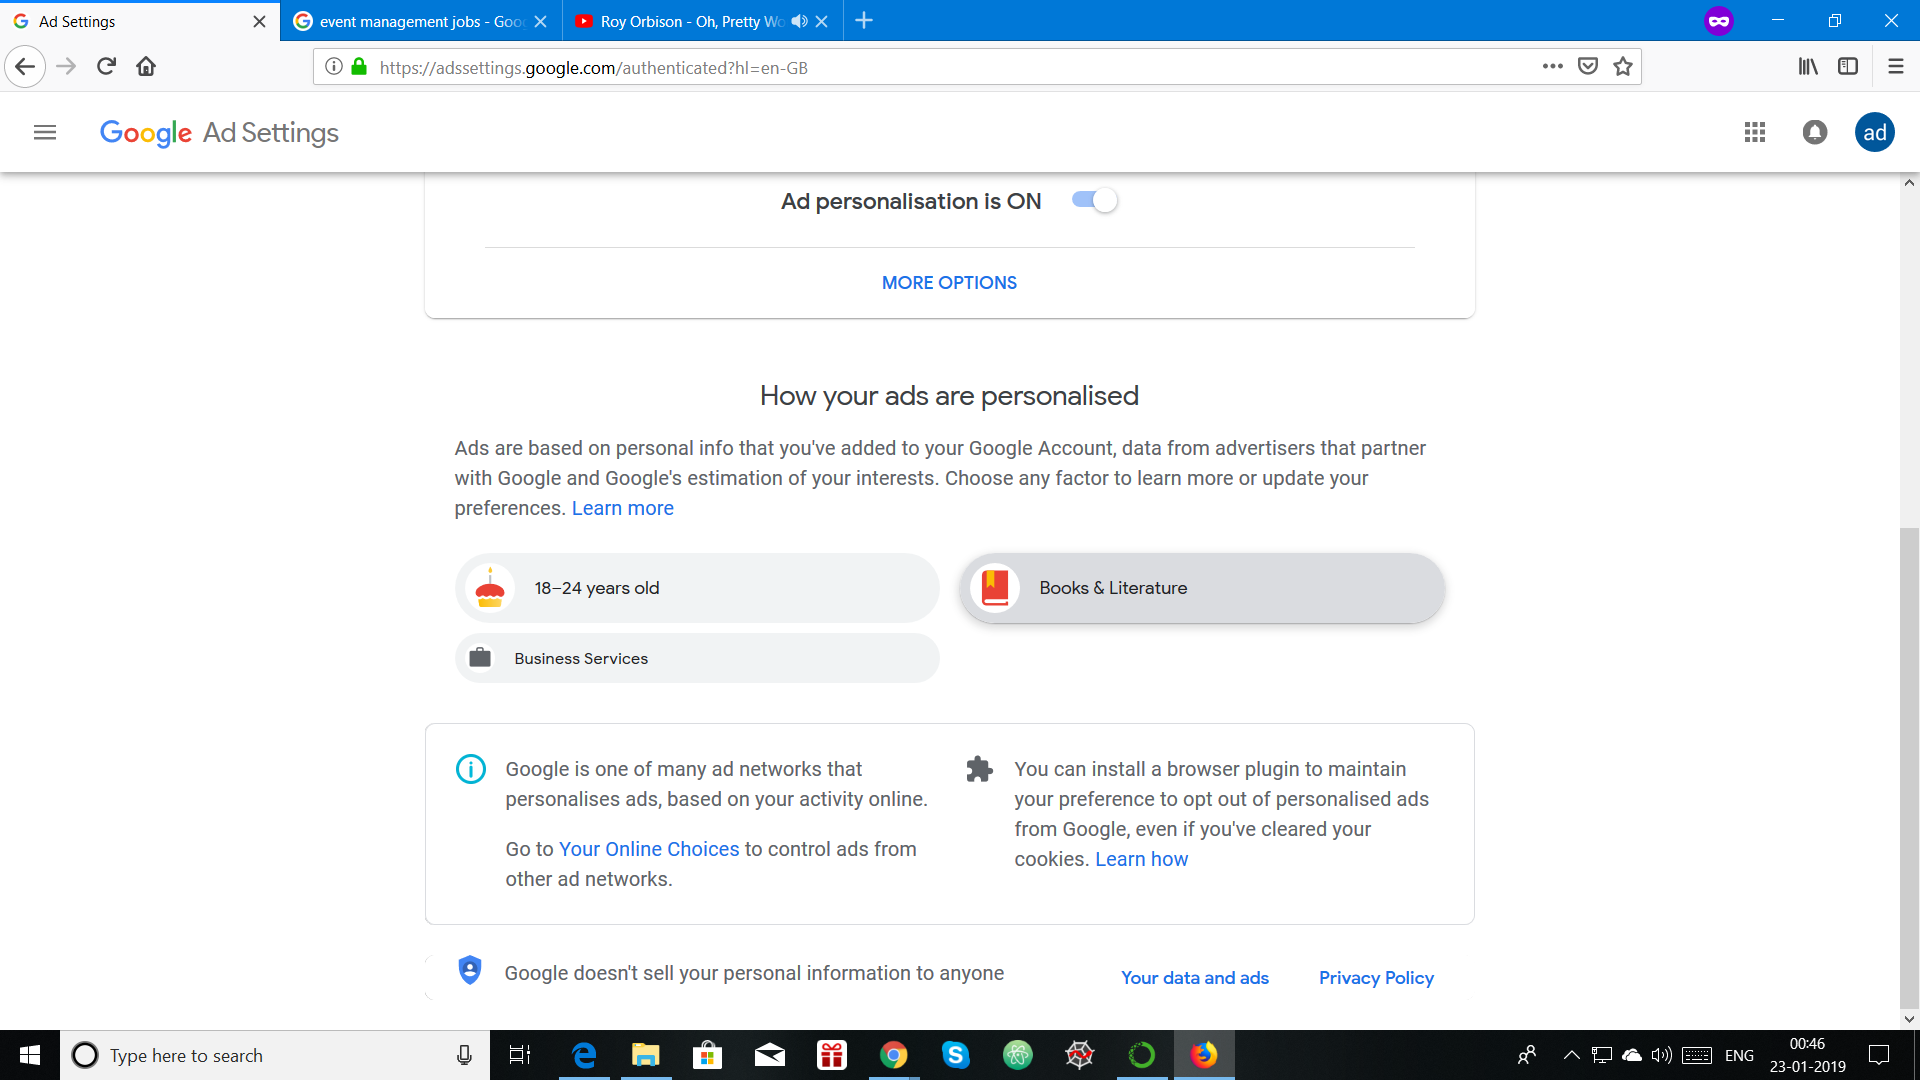 Ad Settings
event management jobs - Goo
Roy Orbison - Oh, Pretty Wo
https://adssettings.google.com/authenticated?hl=en-GB
Google Ad Settings
ad
Ad personalisation is ON
MORE OPTIONS
How your ads are personalised
Ads are based on personal info that you've added to your Google Account, data from advertisers that partner
with Google and Google's estimation of your interests. Choose any factor to learn more or update your
preferences. Learn more
18–24 years old
Books & Literature
Business Services
Google is one of many ad networks that
personalises ads, based on your activity online.
Go to Your Online Choices to control ads from
other ad networks.
You can install a browser plugin to maintain
your preference to opt out of personalised ads
from Google, even if you've cleared your
cookies. Learn how
Google doesn't sell your personal information to anyone
Your data and ads
Privacy Policy
Type here to search
ENG
00:46
23-01-2019